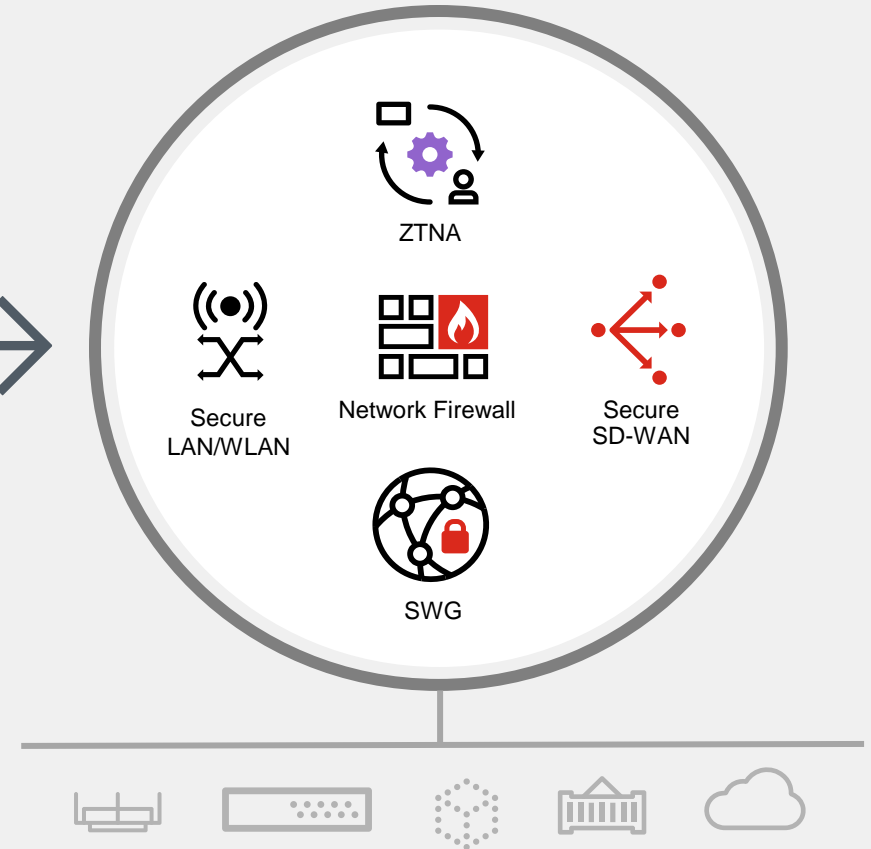 ZTNA
Secure
LAN/WLAN
Network Firewall
Secure
SD-WAN
SWG